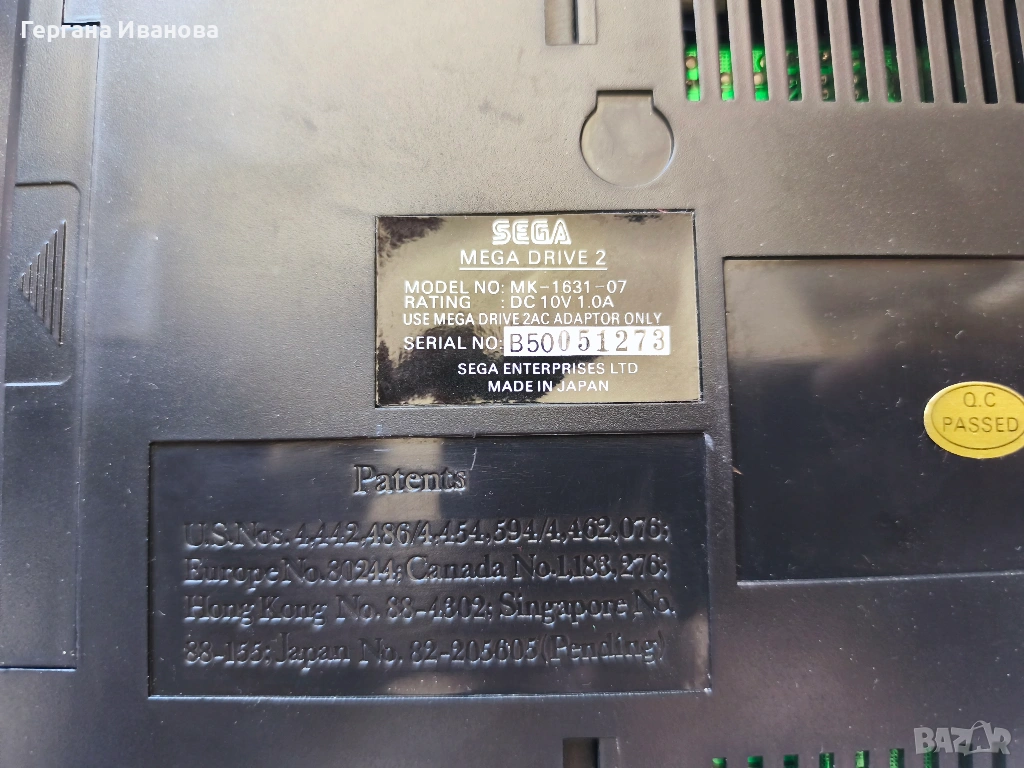 Гергана Иванова
SEGA
MEGA DRIVE 2
MODEL NO: MK-1631-07
RATING : DC 10V 1.0A
USE MEGA DRIVE 2AC ADAPTOR ONLY
SERIAL NO: B50051273
SEGA ENTERPRISES LTD
MADE IN JAPAN
Q.C
PASSED
Patents
U.S.Nos. 4,442,486/4,454,594/4,462,076;
Europe No. 80244; Canada No.1,183,276;
Hong Kong No. 88-4302; Singapore No.
88-155; Japan No. 82-205605 (Pending)
BAZAR